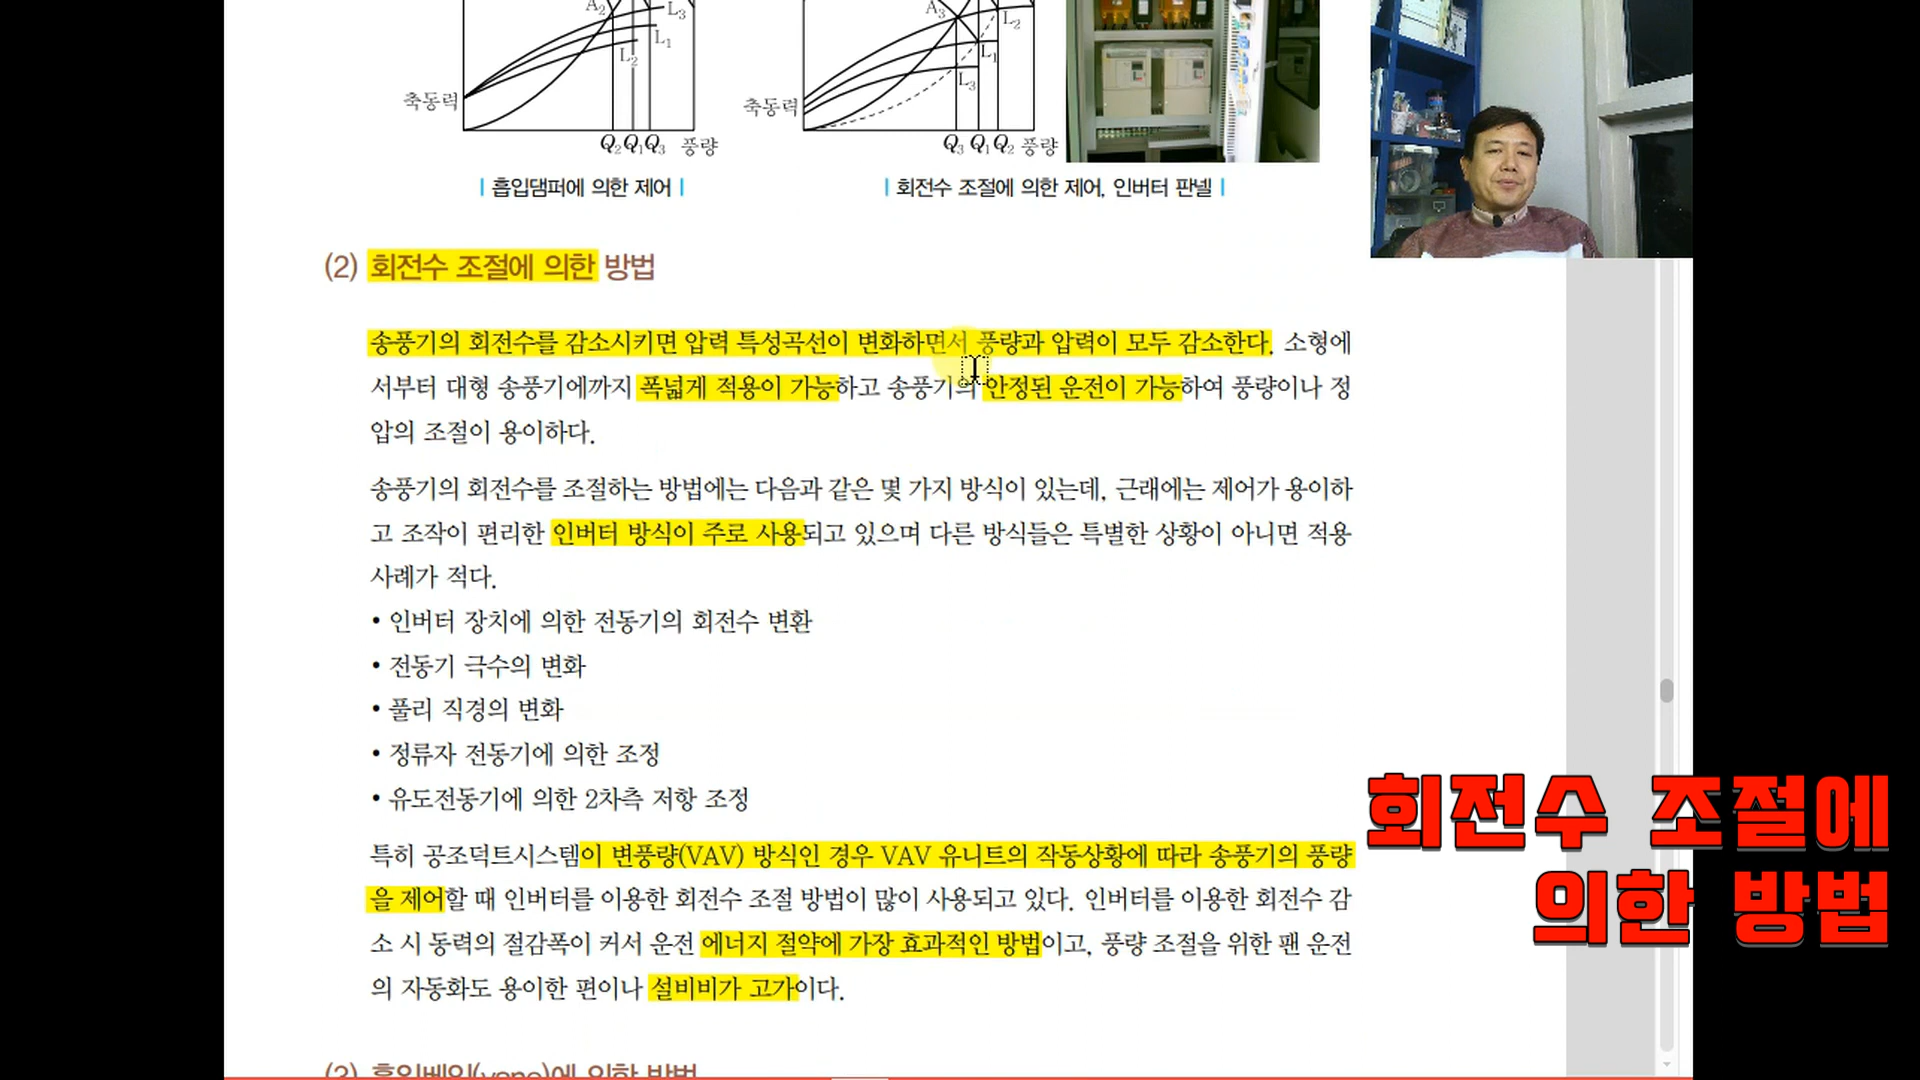 A₂
L₃
L₁
L₂
축동력
Q₂ Q₁ Q₃ 풍량
A₃
L₂
L₁
L₃
축동력
Q₃ Q₁ Q₂ 풍량
| 흡입댐퍼에 의한 제어 |
| 회전수 조절에 의한 제어, 인버터 판넬 |
(2) 회전수 조절에 의한 방법
송풍기의 회전수를 감소시키면 압력 특성곡선이 변화하면서 풍량과 압력이 모두 감소한다. 소형에
서부터 대형 송풍기에까지 폭넓게 적용이 가능하고 송풍기의 안정된 운전이 가능하여 풍량이나 정
압의 조절이 용이하다.
송풍기의 회전수를 조절하는 방법에는 다음과 같은 몇 가지 방식이 있는데, 근래에는 제어가 용이하
고 조작이 편리한 인버터 방식이 주로 사용되고 있으며 다른 방식들은 특별한 상황이 아니면 적용
사례가 적다.
• 인버터 장치에 의한 전동기의 회전수 변환
• 전동기 극수의 변화
• 풀리 직경의 변화
• 정류자 전동기에 의한 조정
• 유도전동기에 의한 2차측 저항 조정
특히 공조덕트시스템이 변풍량(VAV) 방식인 경우 VAV 유니트의 작동상황에 따라 송풍기의 풍량
을 제어할 때 인버터를 이용한 회전수 조절 방법이 많이 사용되고 있다. 인버터를 이용한 회전수 감
소 시 동력의 절감폭이 커서 운전 에너지 절약에 가장 효과적인 방법이고, 풍량 조절을 위한 팬 운전
의 자동화도 용이한 편이나 설비비가 고가이다.
(3) 흡입베인(vane)에 의한 방법
회전수 조절에
의한 방법